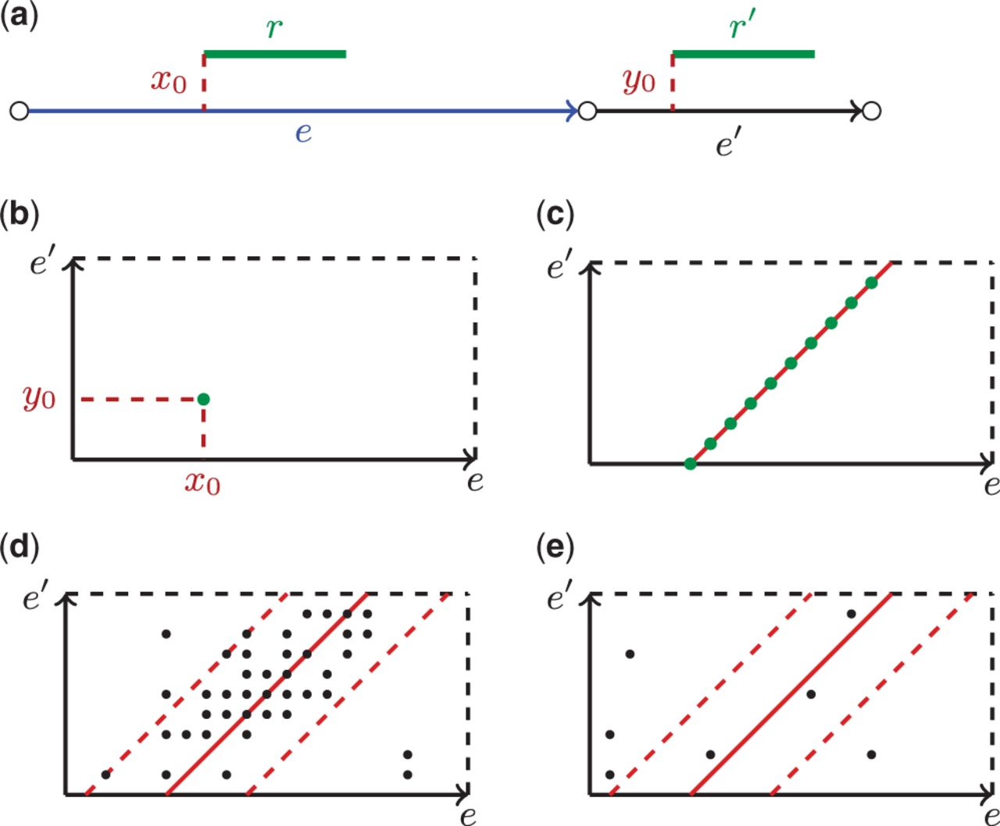 (a)
r r′
x₀ y₀
e e′
(b) (c)
e′ e′
y₀
x₀ e e
(d) (e)
e′ e′
e e